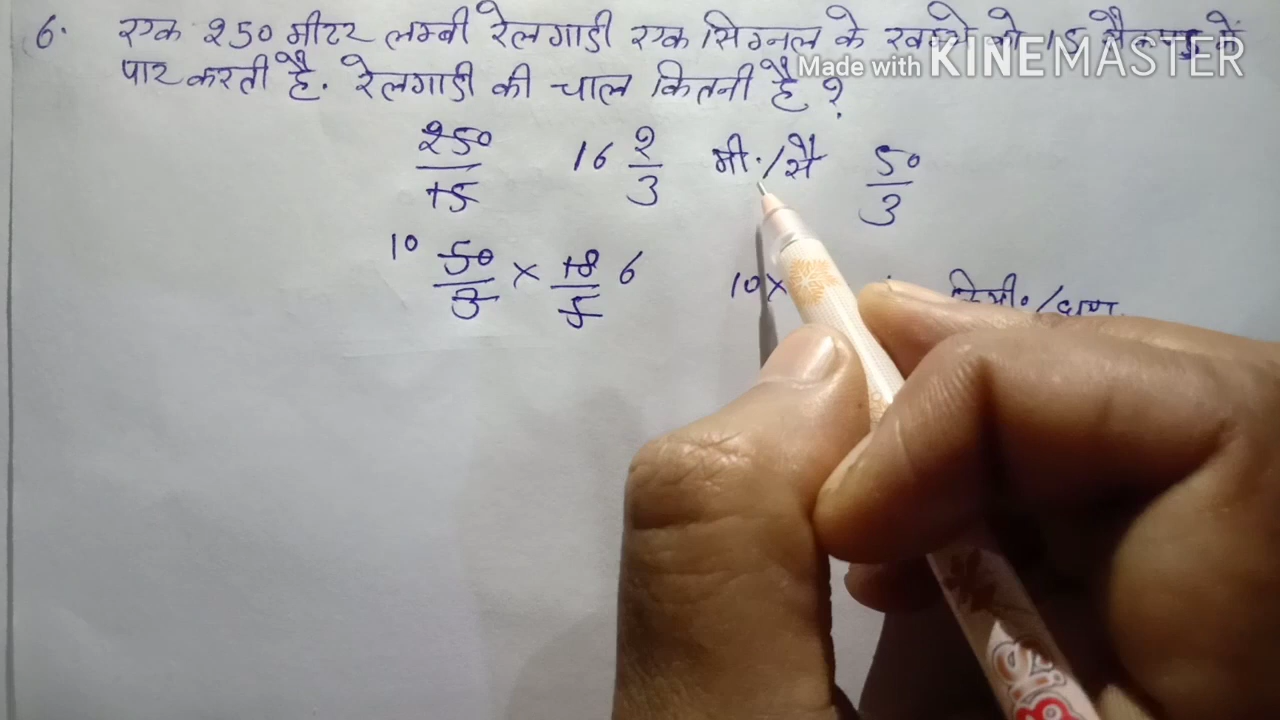 6. एक 250 मीटर लम्बी रेलगाडी एक सिग्नल के खम्भे को 15 सैकण्ड में
Made with KINEMASTER
पार करती है. रेलगाडी की चाल कितनी है ?
250/15 16 2/3 मी./सै 50/3
10 50/3 × 18/5 6 10× किमी./